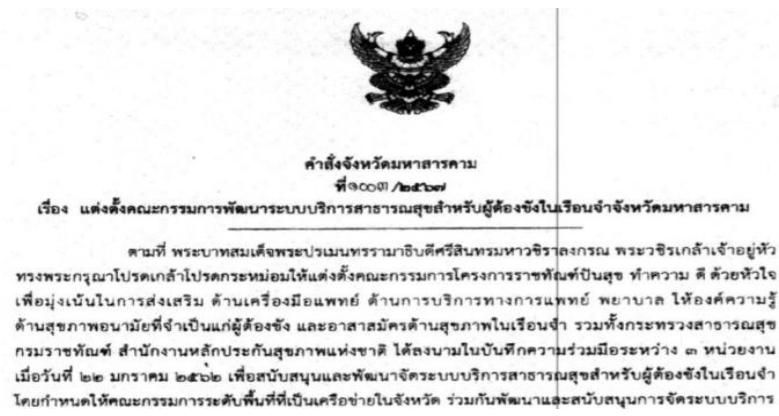 คำสั่งจังหวัดมหาสารคาม
ที่๑๐๐๓ /๒๕๖๗
เรื่อง แต่งตั้งคณะกรรมการพัฒนาระบบบริการสาธารณสุขสำหรับผู้ต้องขังในเรือนจำจังหวัดมหาสารคาม
ตามที่ พระบาทสมเด็จพระปรเมนทรรามาธิบดีศรีสินทรมหาวชิราลงกรณ พระวชิรเกล้าเจ้าอยู่หัว
ทรงพระกรุณาโปรดเกล้าโปรดกระหม่อมให้แต่งตั้งคณะกรรมการโครงการราชทัณฑ์ปันสุข ทำความ ดี ด้วยหัวใจ
เพื่อมุ่งเน้นในการส่งเสริม ด้านเครื่องมือแพทย์ ด้านการบริการทางการแพทย์ พยาบาล ให้องค์ความรู้
ด้านสุขภาพอนามัยที่จำเป็นแก่ผู้ต้องขัง และอาสาสมัครด้านสุขภาพในเรือนจำ รวมทั้งกระทรวงสาธารณสุข
กรมราชทัณฑ์ สำนักงานหลักประกันสุขภาพแห่งชาติ ได้ลงนามในบันทึกความร่วมมือระหว่าง ๓ หน่วยงาน
เมื่อวันที่ ๒๒ มกราคม ๒๕๖๒ เพื่อสนับสนุนและพัฒนาจัดระบบบริการสาธารณสุขสำหรับผู้ต้องขังในเรือนจำ
โดยกำหนดให้คณะกรรมการระดับพื้นที่ที่เป็นเครือข่ายในจังหวัด ร่วมกันพัฒนาและสนับสนุนการจัดระบบบริการ